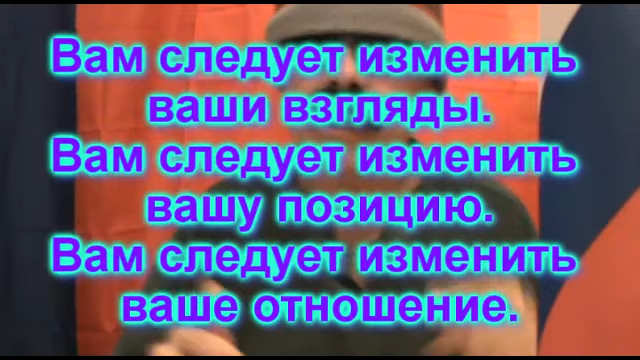 Вам следует изменить
ваши взгляды.
Вам следует изменить
вашу позицию.
Вам следует изменить
ваше отношение.